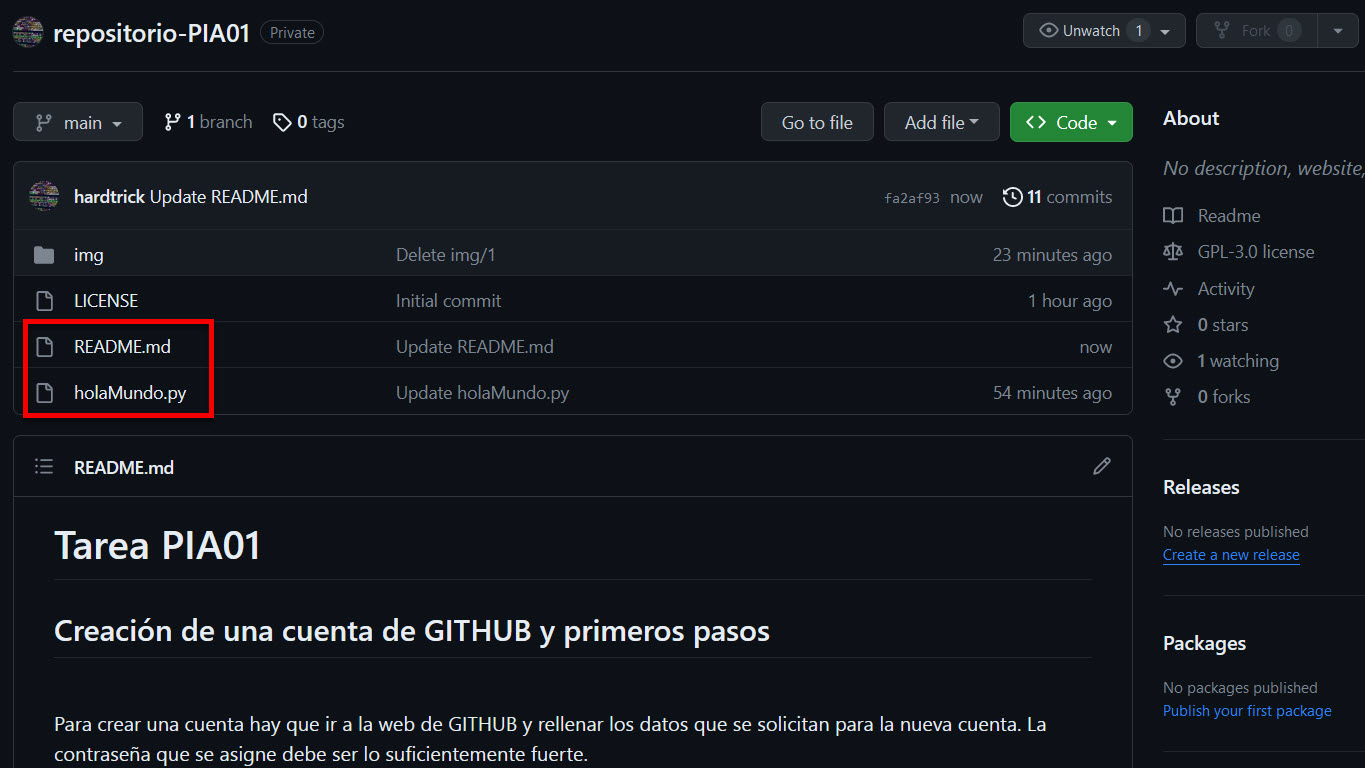 repositorio-PIA01 Private Unwatch 1 Fork 0
main 1 branch 0 tags Go to file Add file Code
hardtrick Update README.md fa2af93 now 11 commits
img Delete img/1 23 minutes ago
LICENSE Initial commit 1 hour ago
README.md Update README.md now
holaMundo.py Update holaMundo.py 54 minutes ago
README.md
Tarea PIA01
Creación de una cuenta de GITHUB y primeros pasos
Para crear una cuenta hay que ir a la web de GITHUB y rellenar los datos que se solicitan para la nueva cuenta. La
contraseña que se asigne debe ser lo suficientemente fuerte.
About
No description, website,
Readme
GPL-3.0 license
Activity
0 stars
1 watching
0 forks
Releases
No releases published
Create a new release
Packages
No packages published
Publish your first package